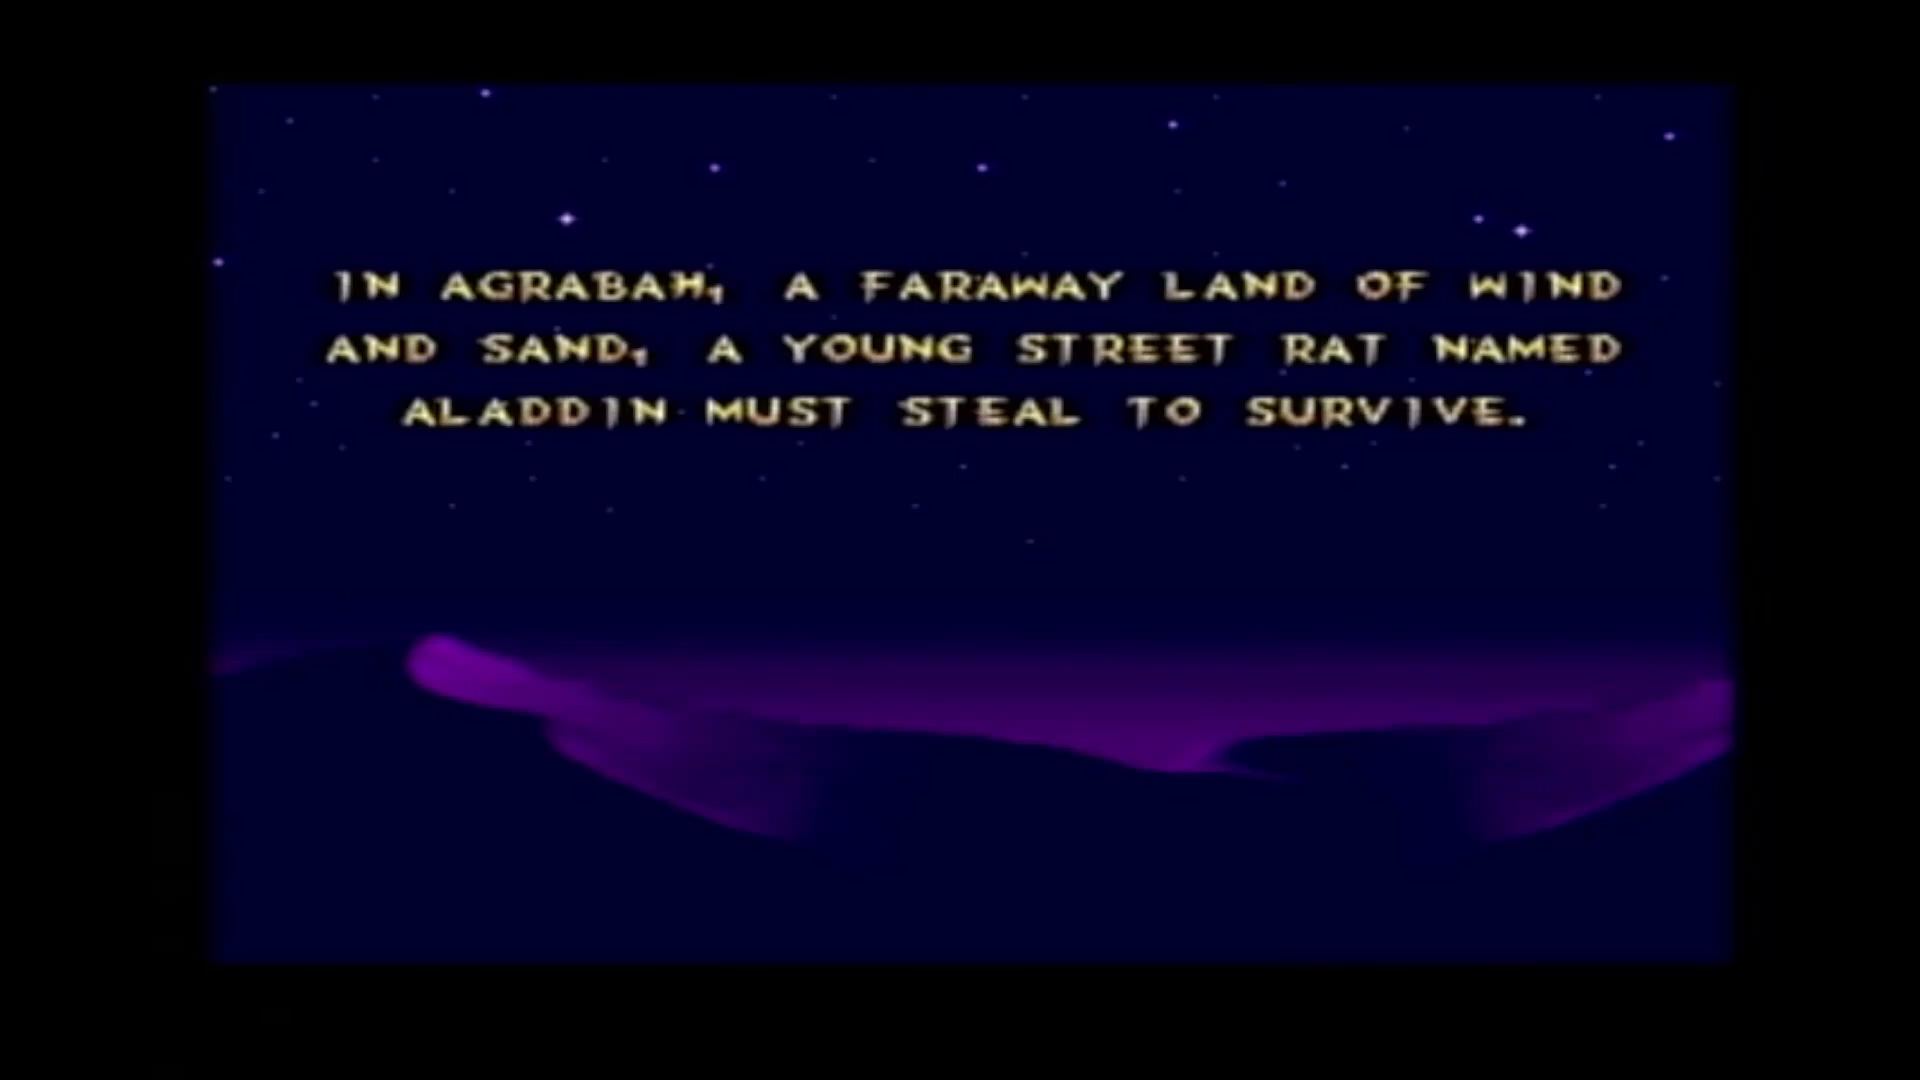 IN AGRABAH, A FARAWAY LAND OF WIND
AND SAND, A YOUNG STREET RAT NAMED
ALADDIN MUST STEAL TO SURVIVE.